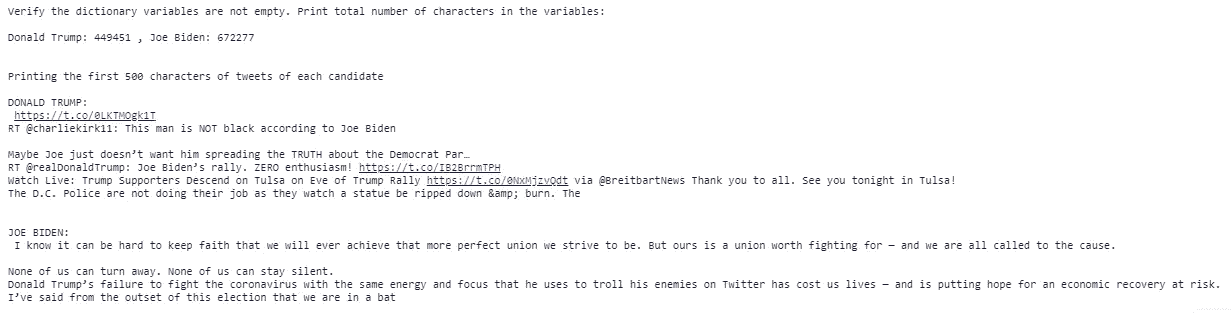 Verify the dictionary variables are not empty. Print total number of characters in the variables:
Donald Trump: 449451 , Joe Biden: 672277
Printing the first 500 characters of tweets of each candidate
DONALD TRUMP:
https://t.co/0LKTMOgk1T
RT @charliekirk11: This man is NOT black according to Joe Biden
Maybe Joe just doesn’t want him spreading the TRUTH about the Democrat Par…
RT @realDonaldTrump: Joe Biden’s rally. ZERO enthusiasm! https://t.co/IB2BrrmTPH
Watch Live: Trump Supporters Descend on Tulsa on Eve of Trump Rally https://t.co/0NxMjzvQdt via @BreitbartNews Thank you to all. See you tonight in Tulsa!
The D.C. Police are not doing their job as they watch a statue be ripped down &amp; burn. The
JOE BIDEN:
I know it can be hard to keep faith that we will ever achieve that more perfect union we strive to be. But ours is a union worth fighting for — and we are all called to the cause.
None of us can turn away. None of us can stay silent.
Donald Trump’s failure to fight the coronavirus with the same energy and focus that he uses to troll his enemies on Twitter has cost us lives — and is putting hope for an economic recovery at risk.
I’ve said from the outset of this election that we are in a bat